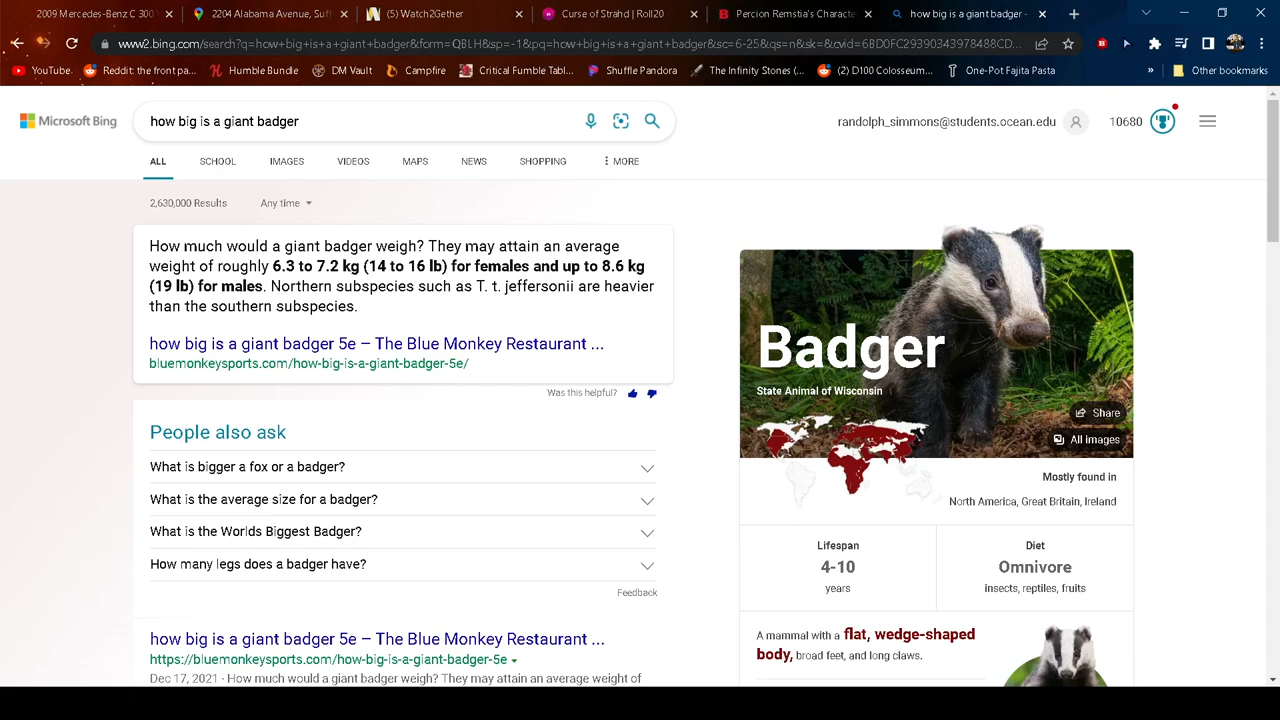 2009 Mercedes-Benz C 300
2204 Alabama Avenue, Suff
(5) Watch2Gether
Curse of Strahd | Roll20
Percion Remstia's Characte
how big is a giant badger -
www2.bing.com/search?q=how+big+is+a+giant+badger&form=QBLH&sp=-1&pq=how+big+is+a+giant+badger&sc=6-25&qs=n&sk=&cvid=6BD0FC29390343978488CD...
YouTube
Reddit: the front pa...
Humble Bundle
DM Vault
Campfire
Critical Fumble Tabl...
Shuffle Pandora
The Infinity Stones (...
(2) D100 Colosseum...
One-Pot Fajita Pasta
»
Other bookmarks
Microsoft Bing
how big is a giant badger
randolph_simmons@students.ocean.edu
10680
ALL
SCHOOL
IMAGES
VIDEOS
MAPS
NEWS
SHOPPING
MORE
2,630,000 Results
Any time
How much would a giant badger weigh? They may attain an average
weight of roughly 6.3 to 7.2 kg (14 to 16 lb) for females and up to 8.6 kg
(19 lb) for males. Northern subspecies such as T. t. jeffersonii are heavier
than the southern subspecies.
how big is a giant badger 5e – The Blue Monkey Restaurant ...
bluemonkeysports.com/how-big-is-a-giant-badger-5e/
Was this helpful?
People also ask
What is bigger a fox or a badger?
What is the average size for a badger?
What is the Worlds Biggest Badger?
How many legs does a badger have?
Feedback
how big is a giant badger 5e – The Blue Monkey Restaurant ...
https://bluemonkeysports.com/how-big-is-a-giant-badger-5e
Dec 17, 2021 · How much would a giant badger weigh? They may attain an average weight of
Badger
State Animal of Wisconsin
Share
All images
Mostly found in
North America, Great Britain, Ireland
Lifespan
4-10
years
Diet
Omnivore
insects, reptiles, fruits
A mammal with a flat, wedge-shaped
body, broad feet, and long claws.